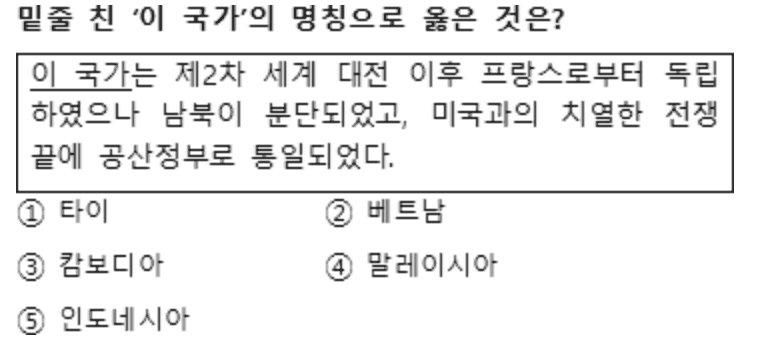 밑줄 친 ‘이 국가’의 명칭으로 옳은 것은?
이 국가는 제2차 세계 대전 이후 프랑스로부터 독립
하였으나 남북이 분단되었고, 미국과의 치열한 전쟁
끝에 공산정부로 통일되었다.
① 타이 ② 베트남
③ 캄보디아 ④ 말레이시아
⑤ 인도네시아